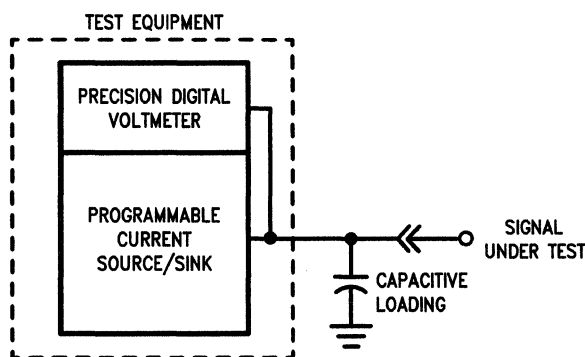 TEST EQUIPMENT
PRECISION DIGITAL
VOLTMETER
PROGRAMMABLE
CURRENT
SOURCE/SINK
SIGNAL
UNDER TEST
CAPACITIVE
LOADING